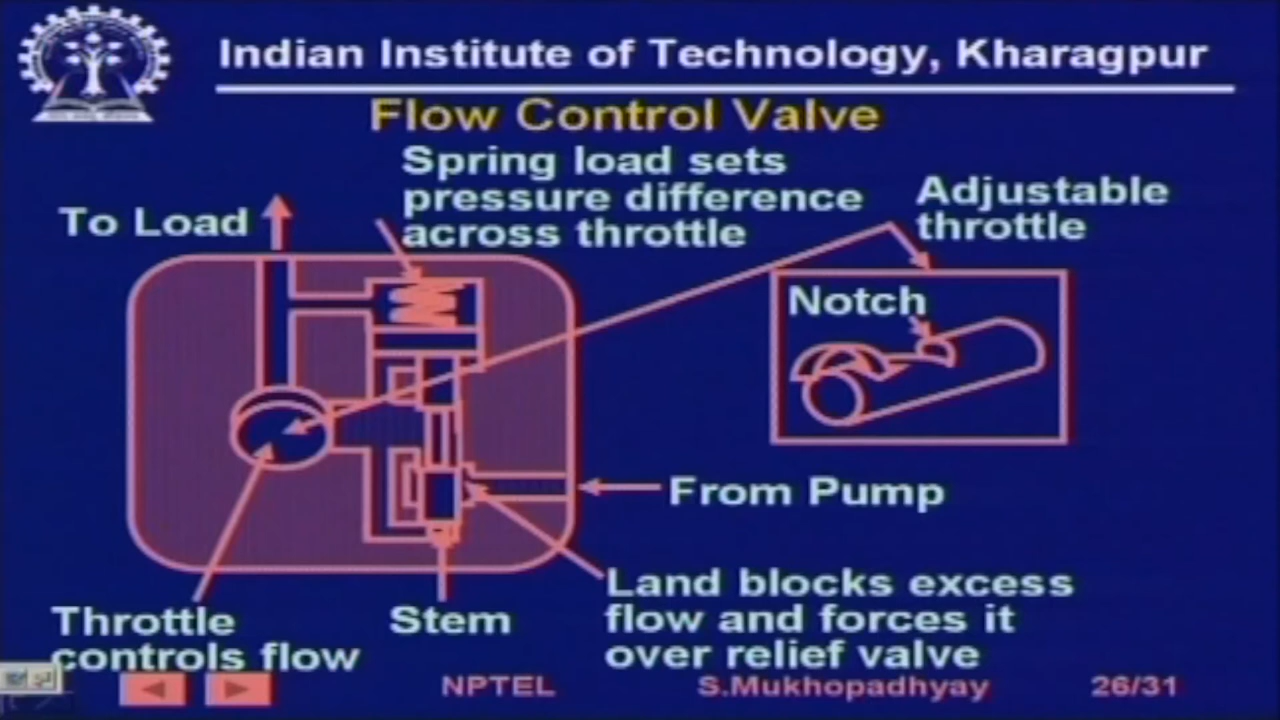 Indian Institute of Technology, Kharagpur
Flow Control Valve
Spring load sets
pressure difference
across throttle
To Load
Adjustable
throttle
Notch
From Pump
Land blocks excess
flow and forces it
over relief valve
Stem
Throttle
controls flow
NPTEL
S.Mukhopadhyay
26/31